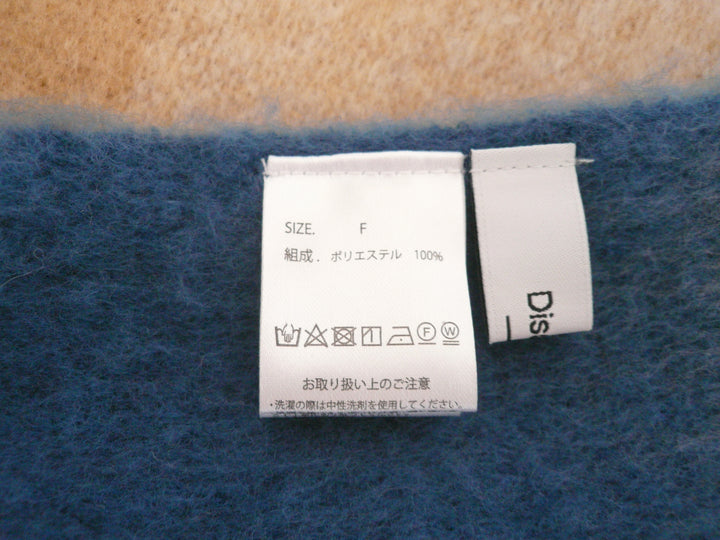 SIZE. F
組成. ポリエステル 100%
F W
お取り扱い上のご注意
・洗濯の際は中性洗剤を使用してください。